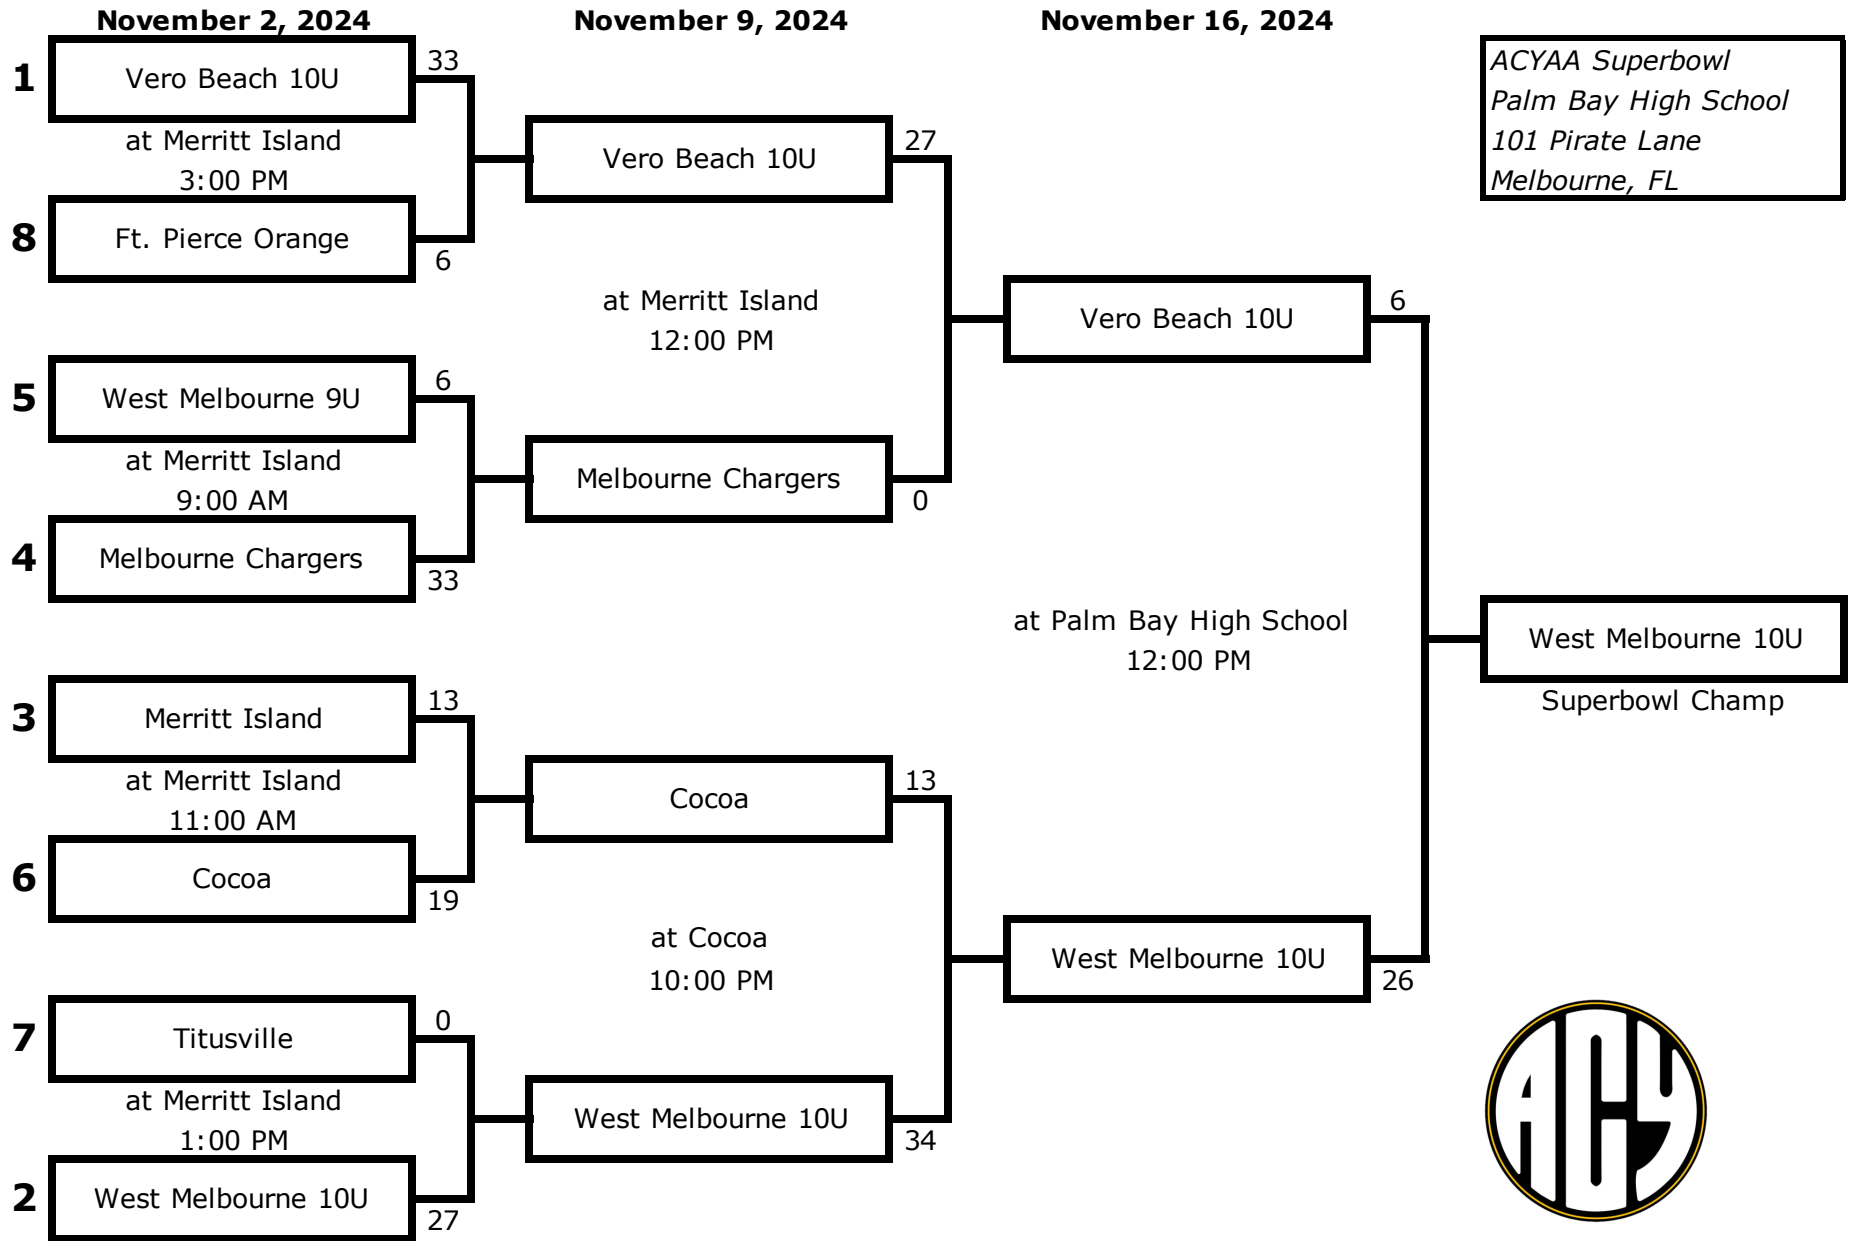 November 2, 2024
November 9, 2024
November 16, 2024
ACYAA Superbowl
Palm Bay High School
101 Pirate Lane
Melbourne, FL
1
Vero Beach 10U
33
at Merritt Island
3:00 PM
8
Ft. Pierce Orange
6
5
West Melbourne 9U
6
at Merritt Island
9:00 AM
4
Melbourne Chargers
33
3
Merritt Island
13
at Merritt Island
11:00 AM
6
Cocoa
19
7
Titusville
0
at Merritt Island
1:00 PM
2
West Melbourne 10U
27
Vero Beach 10U
27
at Merritt Island
12:00 PM
Melbourne Chargers
0
Cocoa
13
at Cocoa
10:00 PM
West Melbourne 10U
34
Vero Beach 10U
6
at Palm Bay High School
12:00 PM
West Melbourne 10U
26
West Melbourne 10U
Superbowl Champ
ACY